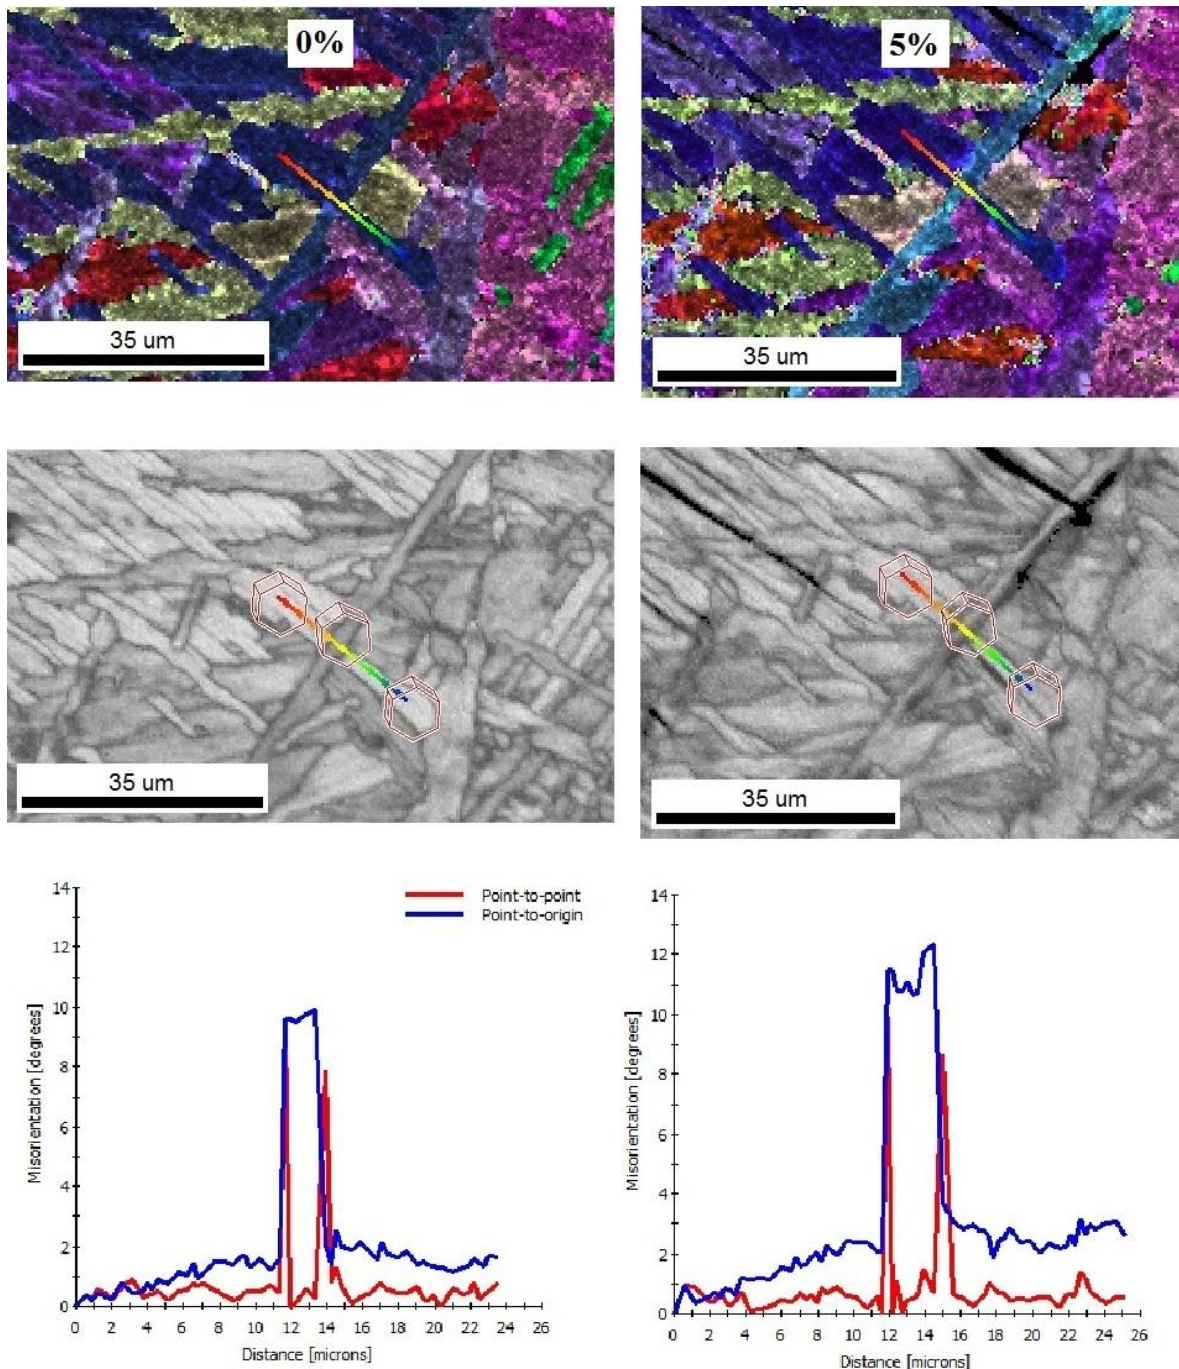 0%
5%
35 um
35 um
35 um
35 um
Point-to-point
Point-to-origin
Misorientation [degrees]
14
12
10
8
6
4
2
0
0 2 4 6 8 10 12 14 16 18 20 22 24 26
Distance [microns]
Misorientation [degrees]
14
12
10
8
6
4
2
0
0 2 4 6 8 10 12 14 16 18 20 22 24 26
Distance [microns]